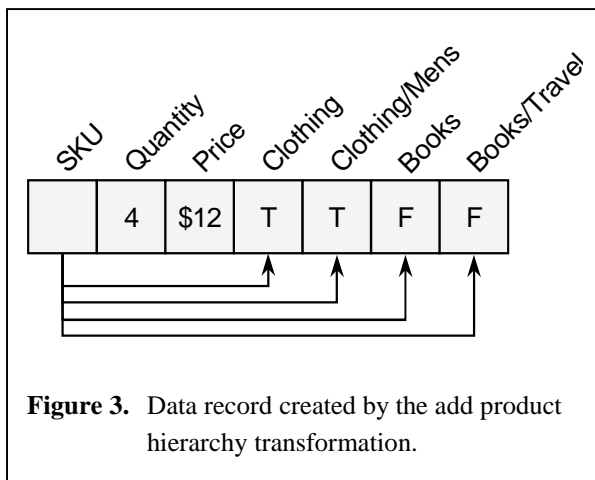 SKU Quantity Price Clothing Clothing/Mens Books Books/Travel
4 $12 T T F F
Figure 3. Data record created by the add product
hierarchy transformation.